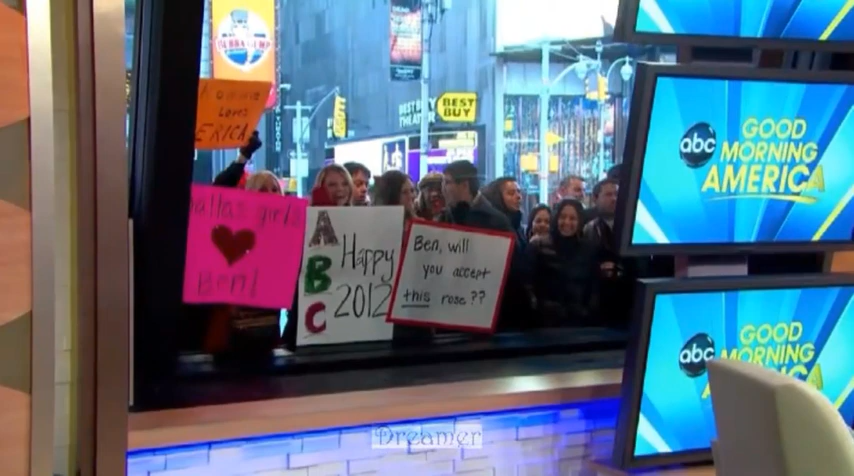 BUBBA GUMP
Loves
ERICA
BEST BUY
THEATER
BEST
BUY
Dallas girls
Ben!
A
B
C
Happy
2012
Ben, will
you accept
this rose??
abc
GOOD
MORNING
AMERICA
abc
GOOD
MORNING
Dreamer